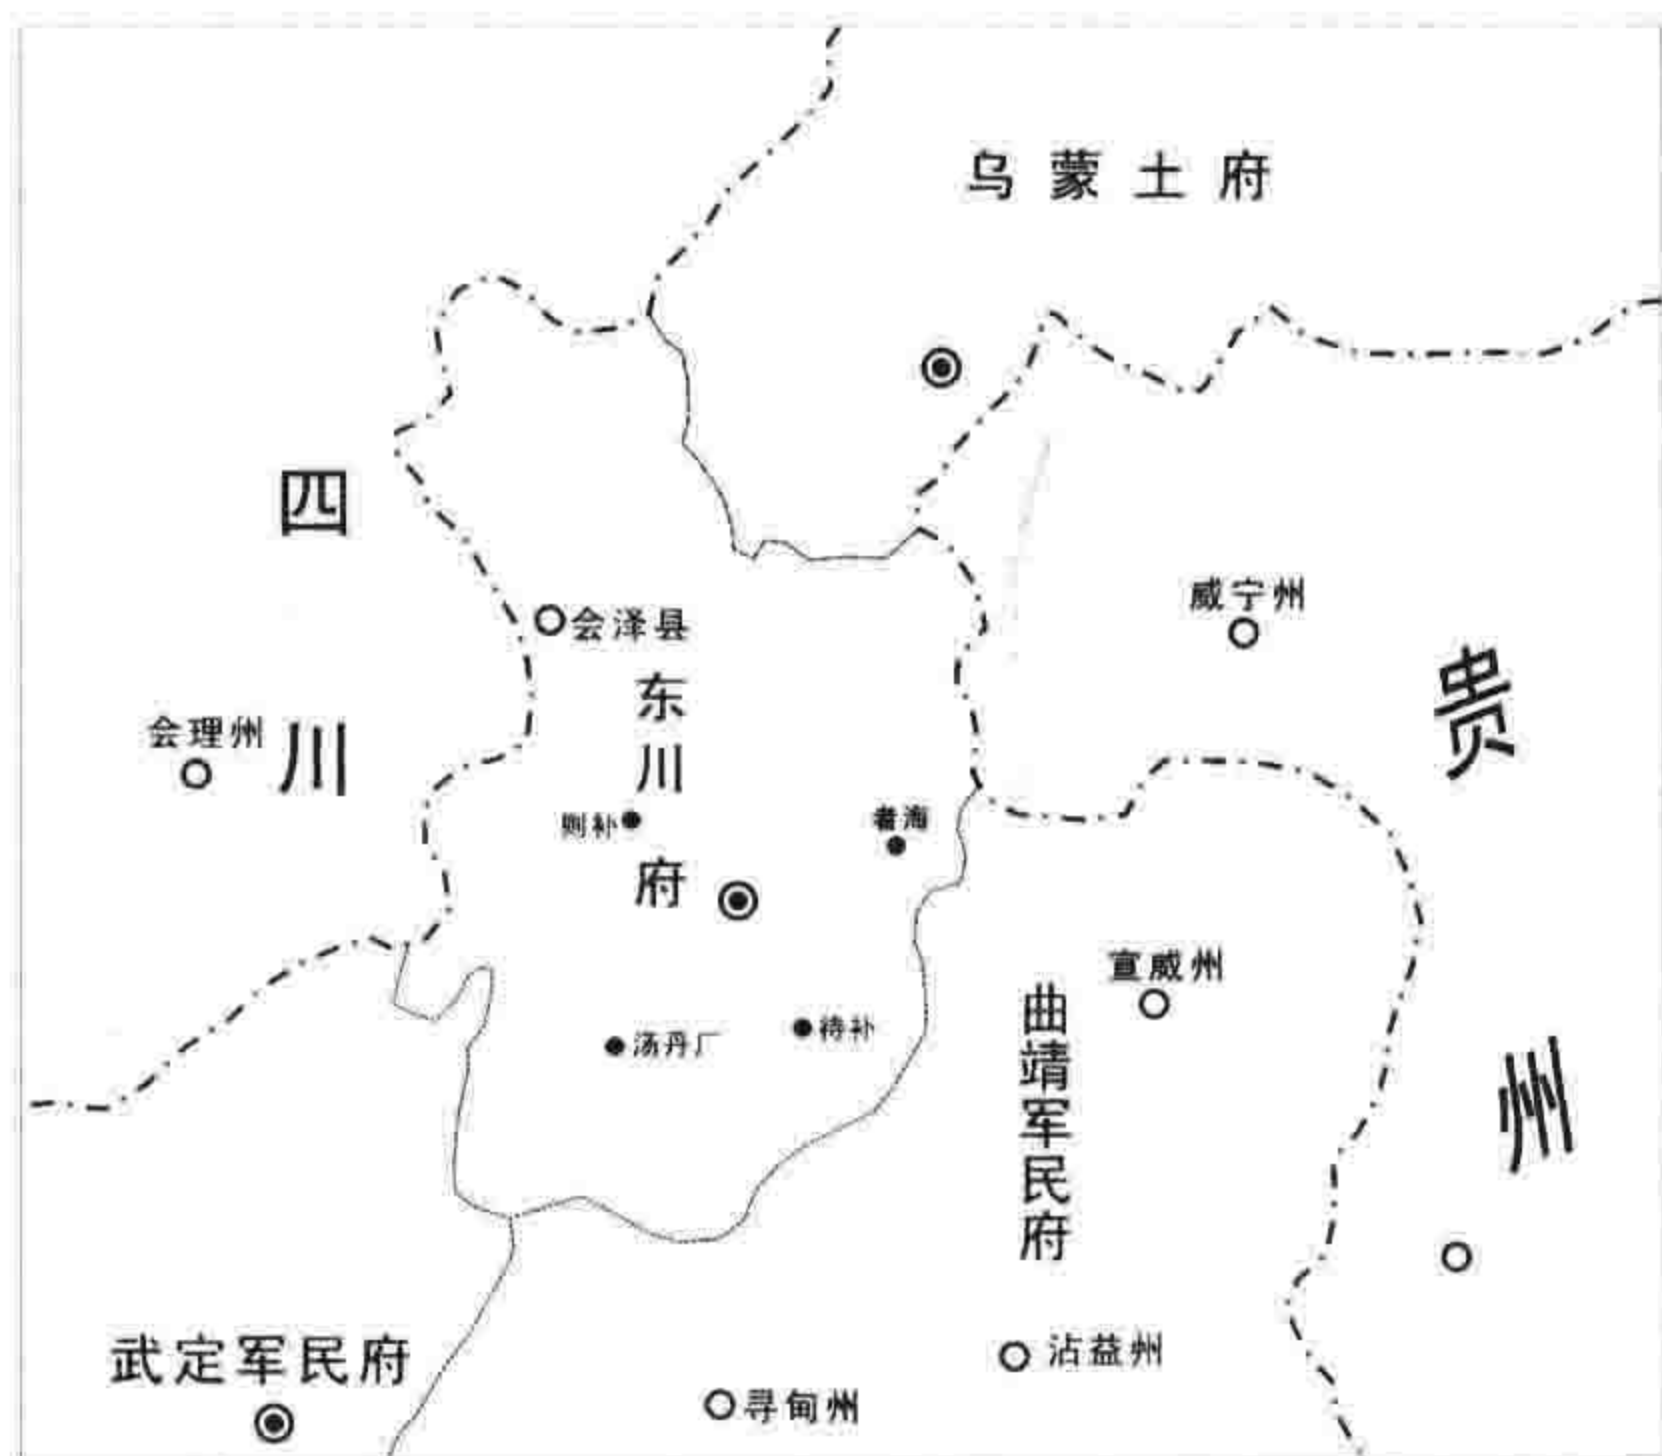 乌蒙土府
四川
会泽县
威宁州
东川府
贵州
会理州
则补
者海
宣威州
曲靖军民府
汤丹厂
待补
武定军民府
沾益州
寻甸州